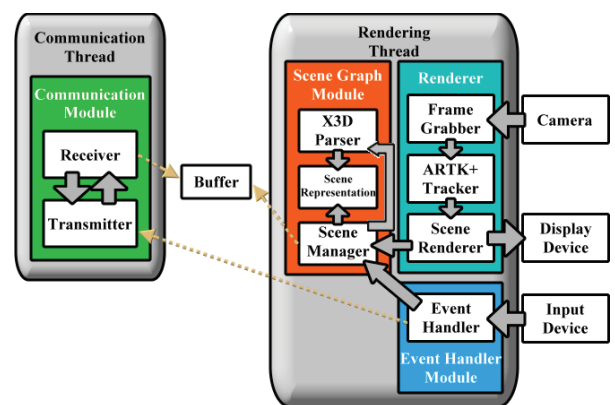 Communication
Thread
Communication
Module
Receiver
Transmitter
Buffer
Rendering
Thread
Scene Graph
Module
X3D
Parser
Scene
Representation
Scene
Manager
Renderer
Frame
Grabber
ARTK+
Tracker
Scene
Renderer
Event
Handler
Event Handler
Module
Camera
Display
Device
Input
Device